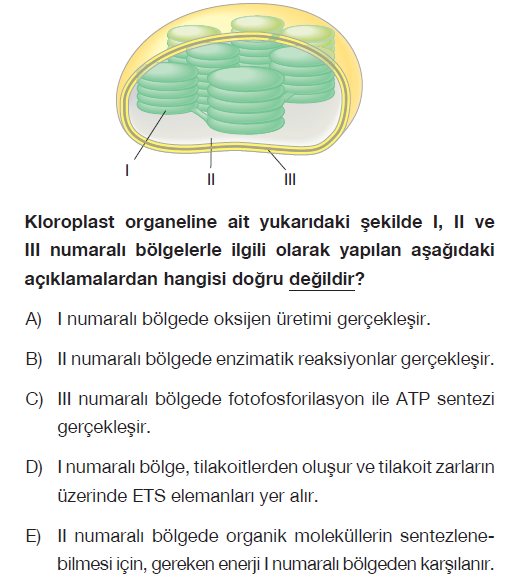 I
II
III
Kloroplast organeline ait yukarıdaki şekilde I, II ve
III numaralı bölgelerle ilgili olarak yapılan aşağıdaki
açıklamalardan hangisi doğru değildir?
A) I numaralı bölgede oksijen üretimi gerçekleşir.
B) II numaralı bölgede enzimatik reaksiyonlar gerçekleşir.
C) III numaralı bölgede fotofosforilasyon ile ATP sentezi
gerçekleşir.
D) I numaralı bölge, tilakoitlerden oluşur ve tilakoit zarların
üzerinde ETS elemanları yer alır.
E) II numaralı bölgede organik moleküllerin sentezlene-
bilmesi için, gereken enerji I numaralı bölgeden karşılanır.